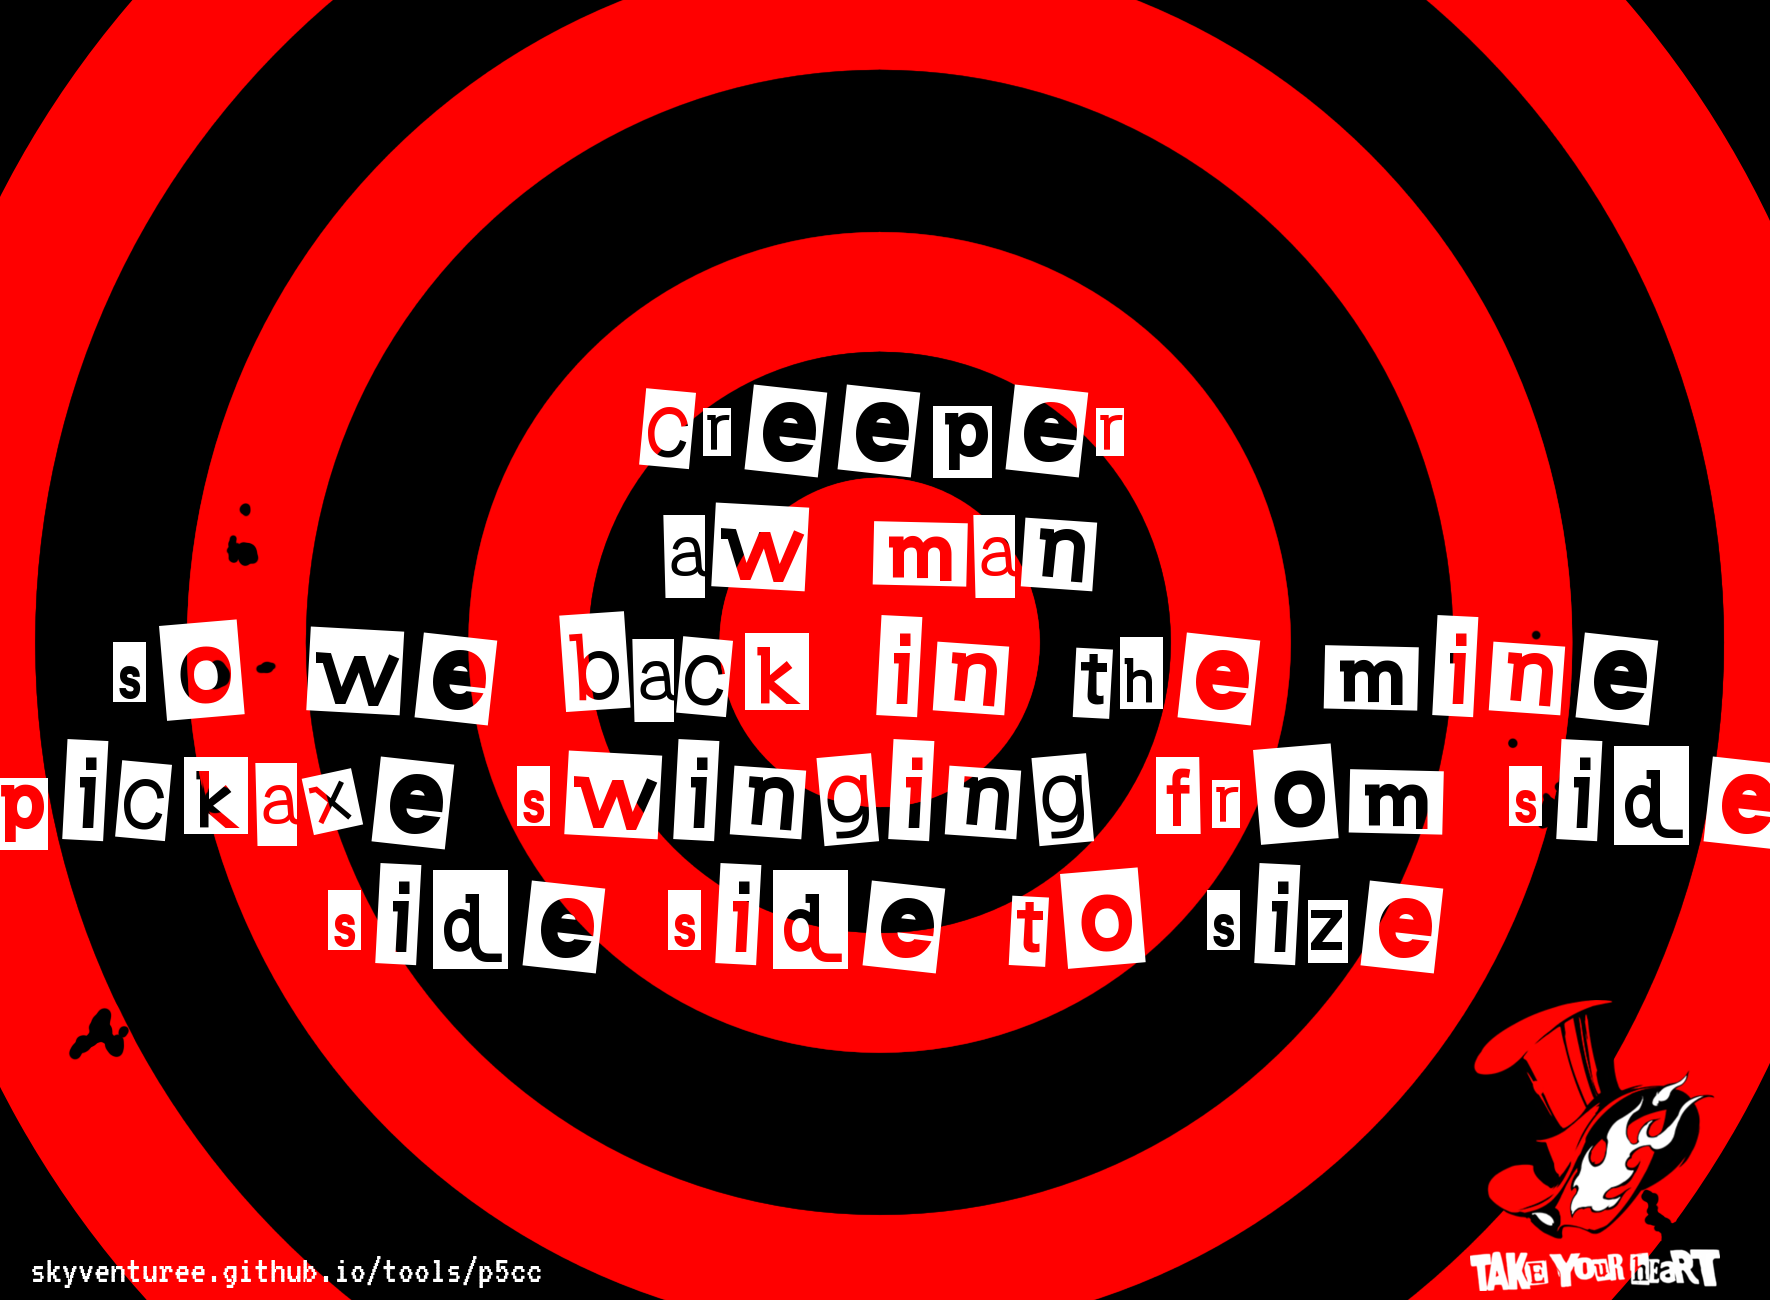 creeper
aw man
so we back in the mine
pickaxe swinging from side
side side to size
skyventuree.github.io/tools/p5cc
TAKE YOuR hEaRT